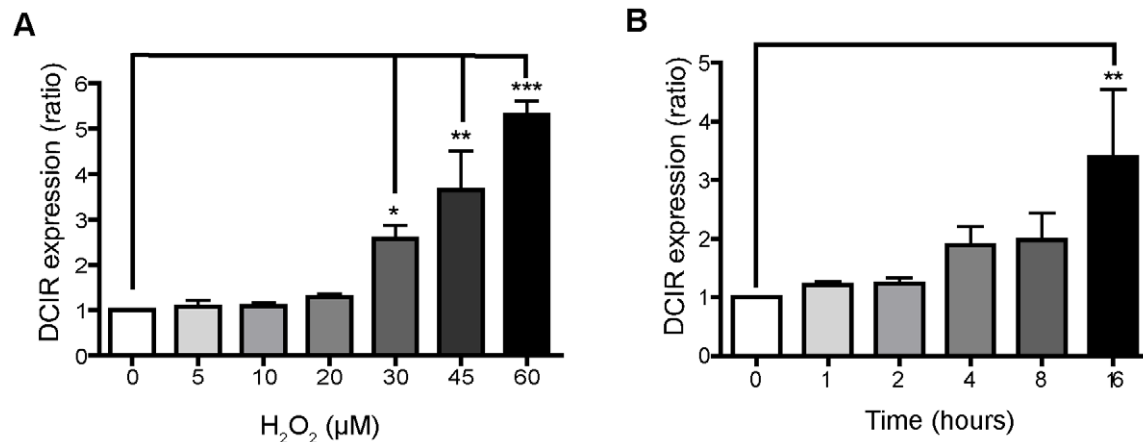 A
DCIR expression (ratio)
6
5
4
3
2
1
0
*
**
***
0 5 10 20 30 45 60
H₂O₂ (µM)
B
DCIR expression (ratio)
5
4
3
2
1
0
**
0 1 2 4 8 16
Time (hours)